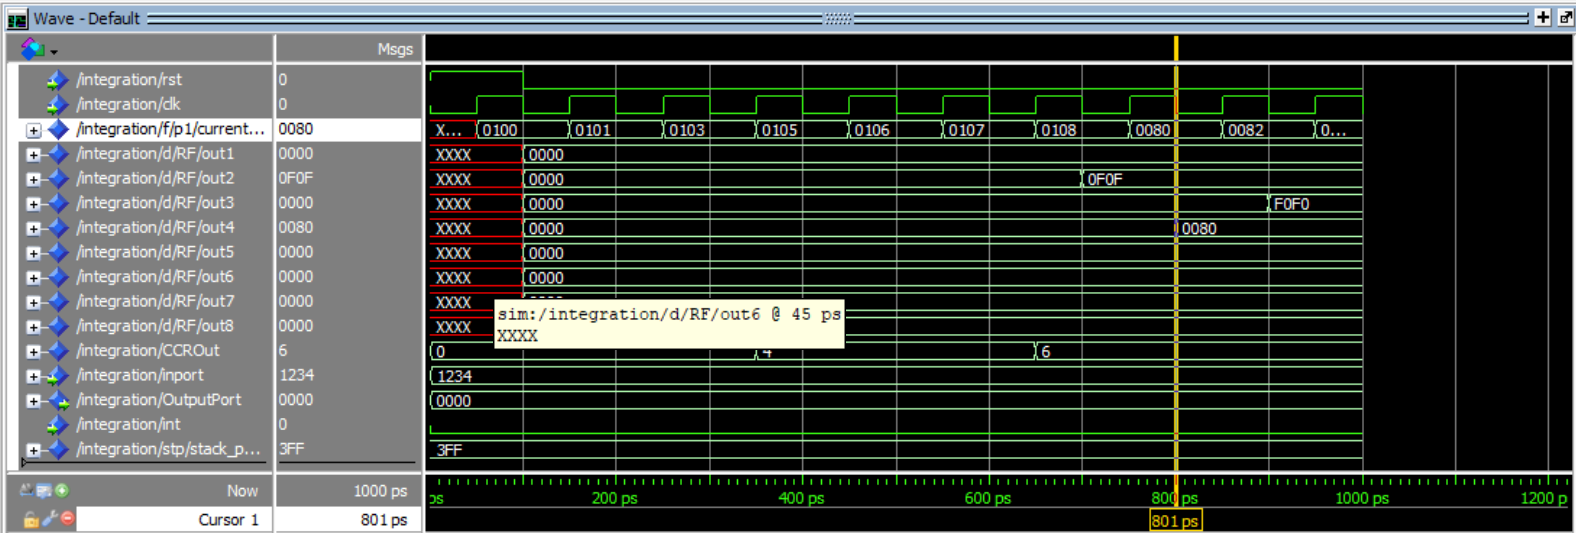 Wave - Default
Msgs
/integration/rst 0
/integration/clk 0
/integration/f/p1/current... 0080 X... 0100 0101 0103 0105 0106 0107 0108 0080 0082 0...
/integration/d/RF/out1 0000 XXXX 0000
/integration/d/RF/out2 0F0F XXXX 0000 0F0F
/integration/d/RF/out3 0000 XXXX 0000 F0F0
/integration/d/RF/out4 0080 XXXX 0000 0080
/integration/d/RF/out5 0000 XXXX 0000
/integration/d/RF/out6 0000 XXXX 0000
/integration/d/RF/out7 0000 XXXX
sim:/integration/d/RF/out6 @ 45 ps
XXXX
/integration/d/RF/out8 0000 XXXX
/integration/CCROut 6 0 4 6
/integration/inport 1234 1234
/integration/OutputPort 0000 0000
/integration/int 0
/integration/stp/stack_p... 3FF 3FF
Now 1000 ps ps 200 ps 400 ps 600 ps 800 ps 1000 ps 1200 p
Cursor 1 801 ps 801 ps